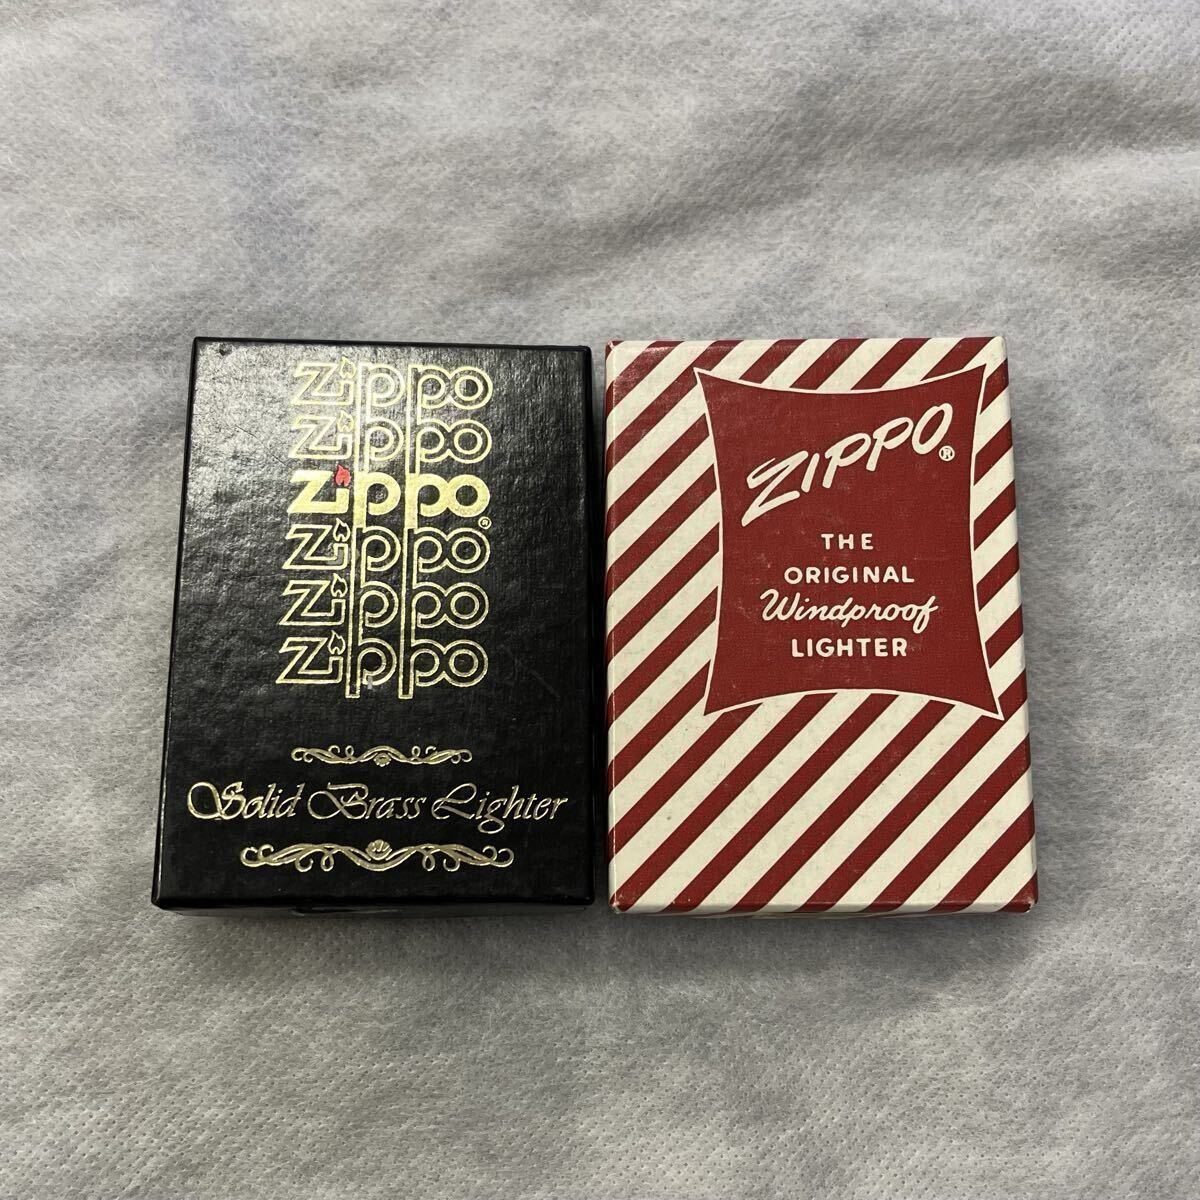 Zippo
Zippo
Zippo®
Zippo
Zippo
Zippo
Solid Brass Lighter
ZIPPO®
THE
ORIGINAL
Windproof
LIGHTER